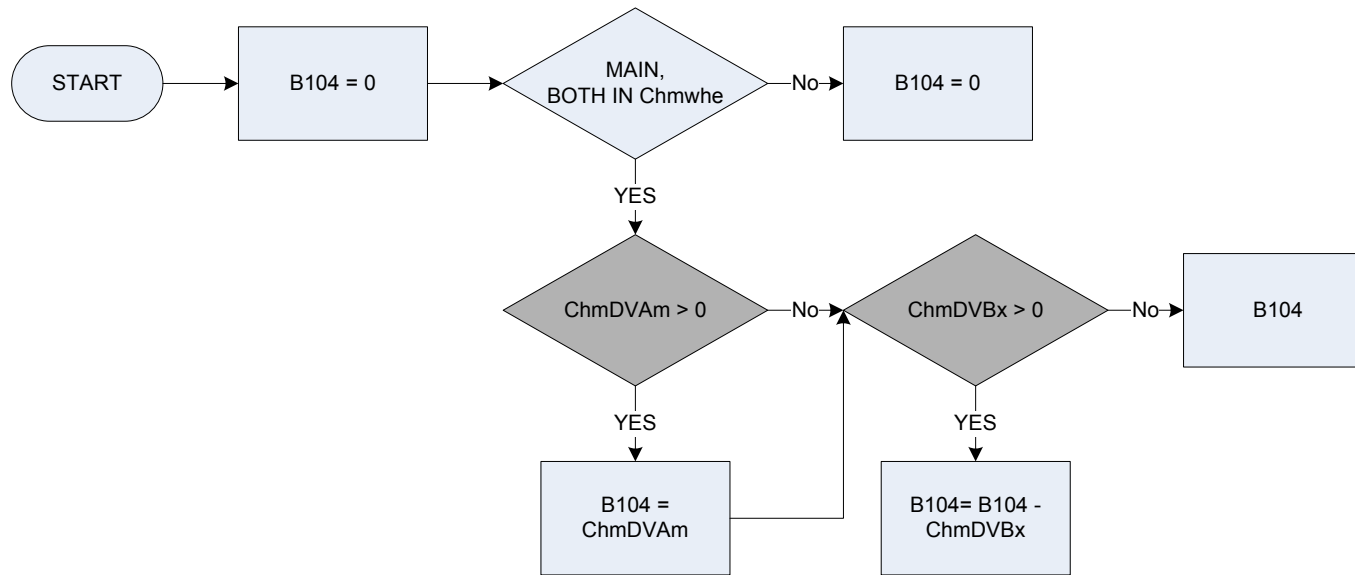 START
B104 = 0
MAIN,
BOTH IN Chmwhe
No
B104 = 0
YES
ChmDVAm > 0
No
ChmDVBx > 0
No
B104
YES
YES
B104 =
ChmDVAm
B104= B104 -
ChmDVBx